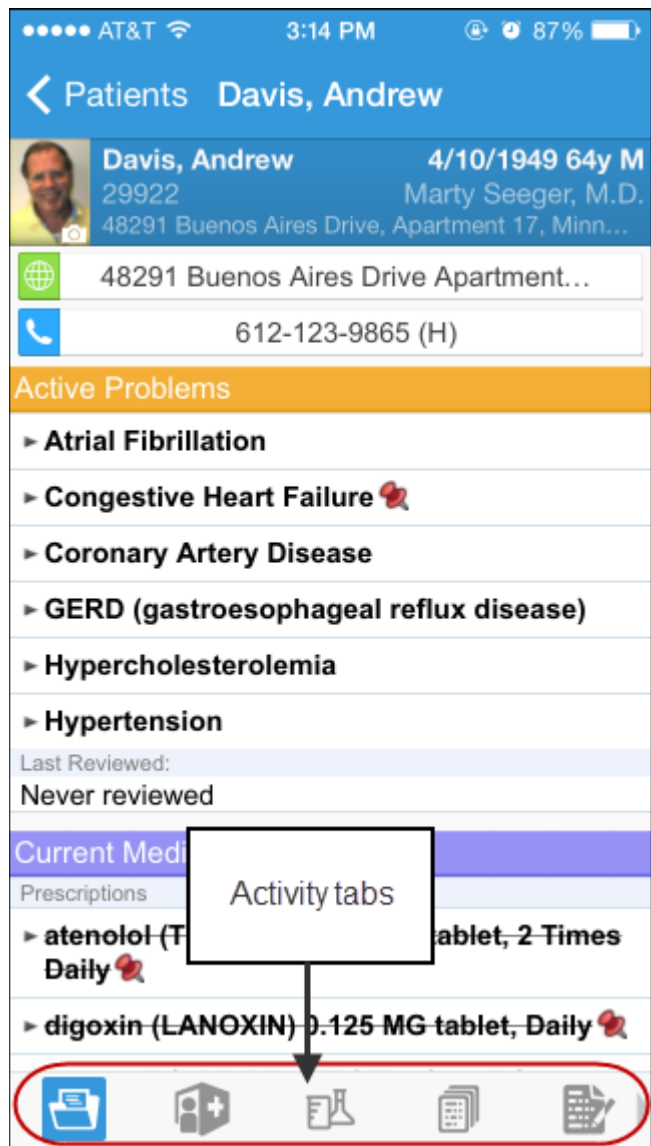 AT&T 3:14 PM 87%
Patients Davis, Andrew
Davis, Andrew 4/10/1949 64y M
29922 Marty Seeger, M.D.
48291 Buenos Aires Drive, Apartment 17, Minn...
48291 Buenos Aires Drive Apartment...
612-123-9865 (H)
Active Problems
Atrial Fibrillation
Congestive Heart Failure
Coronary Artery Disease
GERD (gastroesophageal reflux disease)
Hypercholesterolemia
Hypertension
Last Reviewed:
Never reviewed
Current Medi
Prescriptions
Activity tabs
atenolol (T ablet, 2 Times
Daily
digoxin (LANOXIN) 0.125 MG tablet, Daily